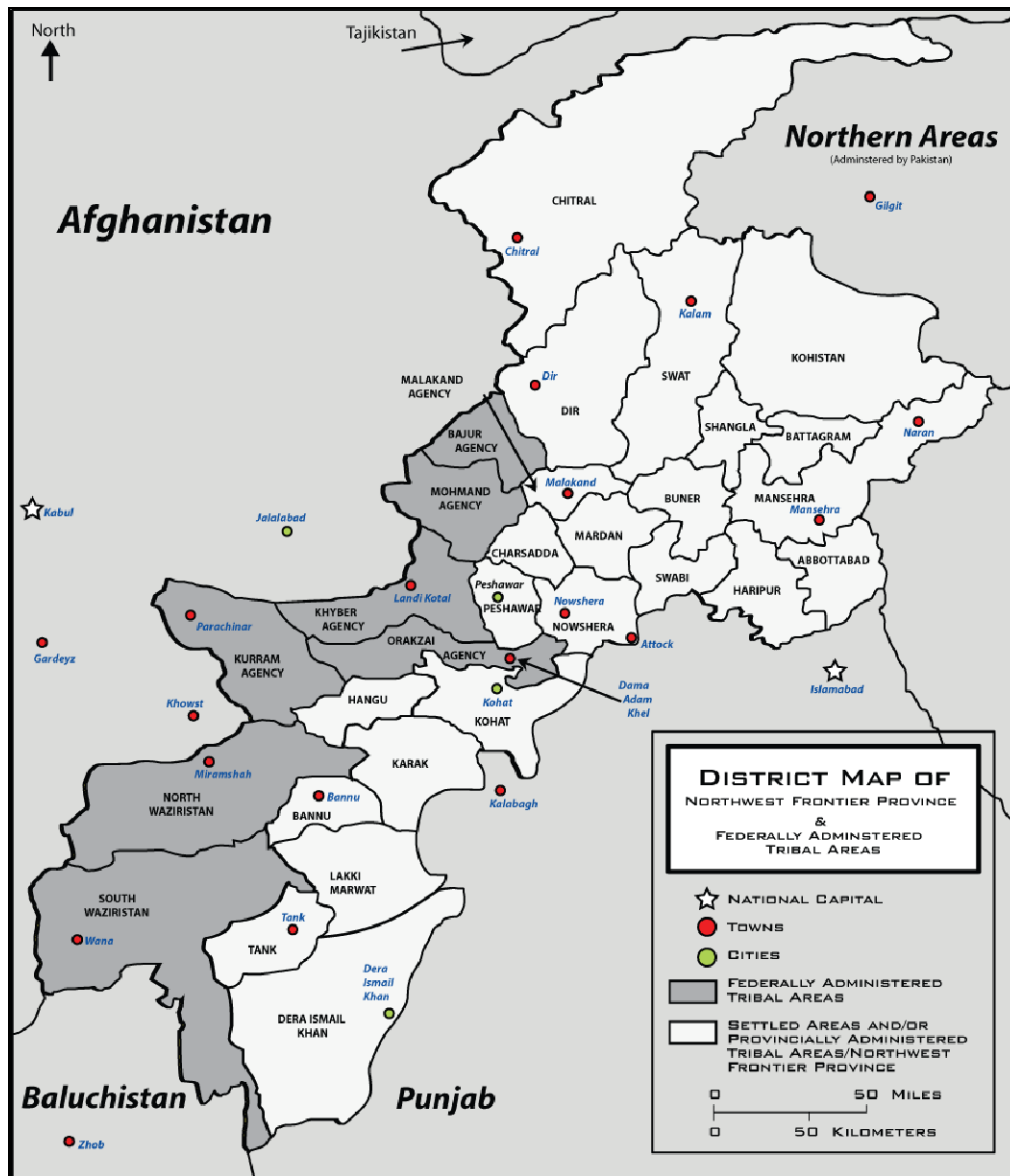 North
Tajikistan
Northern Areas
(Adminstered by Pakistan)
Gilgit
Afghanistan
CHITRAL
Chitral
Kalam
KOHISTAN
MALAKAND
AGENCY
Dir
DIR
SWAT
SHANGLA
BATTAGRAM
Naran
BAJUR
AGENCY
MOHMAND
AGENCY
Malakand
BUNER
MANSEHRA
Mansehra
Kabul
Jalalabad
CHARSADDA
MARDAN
SWABI
ABBOTTABAD
HARIPUR
Landi Kotal
Peshawar
PESHAWAR
Nowshera
NOWSHERA
Parachinar
KHYBER
AGENCY
ORAKZAI
AGENCY
Attock
Gardeyz
KURRAM
AGENCY
Islamabad
Dama
Adam
Khel
Khowst
HANGU
Kohat
KOHAT
Miramshah
KARAK
NORTH
WAZIRISTAN
Bannu
BANNU
Kalabagh
LAKKI
MARWAT
SOUTH
WAZIRISTAN
Wana
Tank
TANK
Dera
Ismail
Khan
DERA ISMAIL
KHAN
Baluchistan
Punjab
Zhob
DISTRICT MAP OF
NORTHWEST FRONTIER PROVINCE
&
FEDERALLY ADMINSTERED
TRIBAL AREAS
NATIONAL CAPITAL
TOWNS
CITIES
FEDERALLY ADMINISTERED
TRIBAL AREAS
SETTLED AREAS AND/OR
PROVINCIALLY ADMINISTERED
TRIBAL AREAS/NORTHWEST
FRONTIER PROVINCE
0 50 MILES
0 50 KILOMETERS